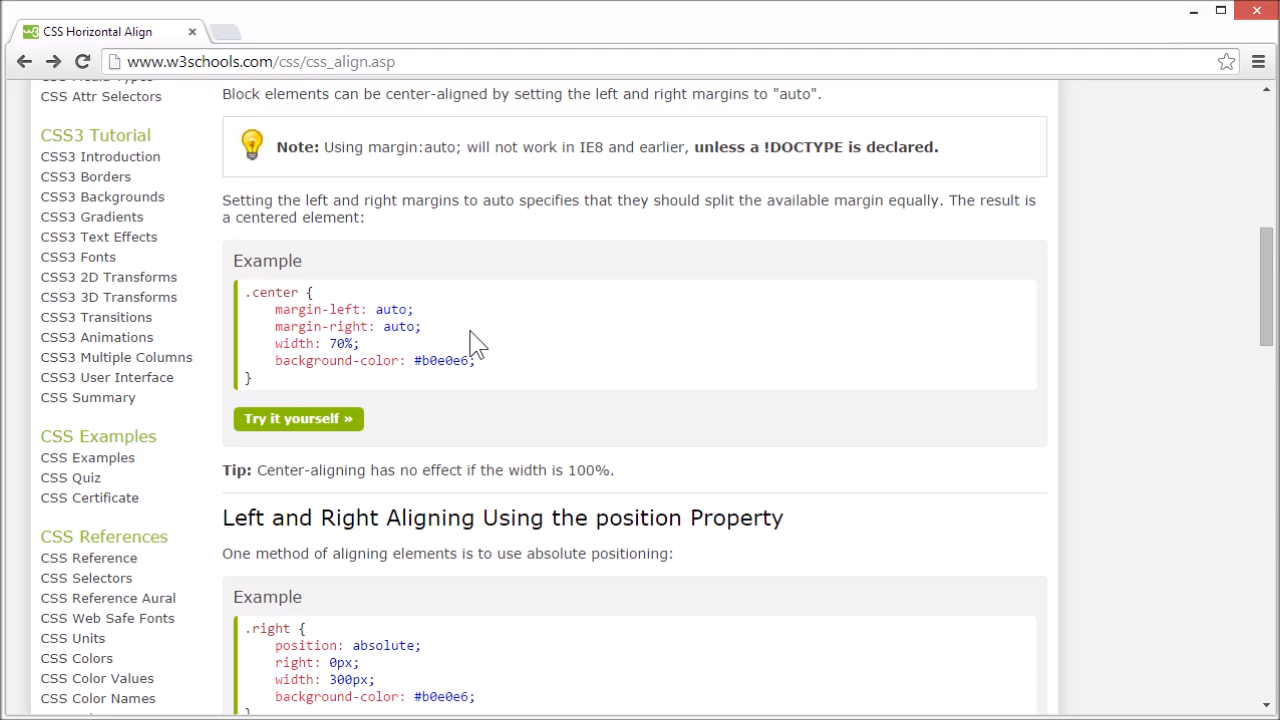 CSS Horizontal Align
www.w3schools.com/css/css_align.asp
CSS Media Types
CSS Attr Selectors
CSS3 Tutorial
CSS3 Introduction
CSS3 Borders
CSS3 Backgrounds
CSS3 Gradients
CSS3 Text Effects
CSS3 Fonts
CSS3 2D Transforms
CSS3 3D Transforms
CSS3 Transitions
CSS3 Animations
CSS3 Multiple Columns
CSS3 User Interface
CSS Summary
CSS Examples
CSS Examples
CSS Quiz
CSS Certificate
CSS References
CSS Reference
CSS Selectors
CSS Reference Aural
CSS Web Safe Fonts
CSS Units
CSS Colors
CSS Color Values
CSS Color Names
Block elements can be center-aligned by setting the left and right margins to "auto".
Note: Using margin:auto; will not work in IE8 and earlier, unless a !DOCTYPE is declared.
Setting the left and right margins to auto specifies that they should split the available margin equally. The result is
a centered element:
Example
.center {
margin-left: auto;
margin-right: auto;
width: 70%;
background-color: #b0e0e6;
}
Try it yourself »
Tip: Center-aligning has no effect if the width is 100%.
Left and Right Aligning Using the position Property
One method of aligning elements is to use absolute positioning:
Example
.right {
position: absolute;
right: 0px;
width: 300px;
background-color: #b0e0e6;
}